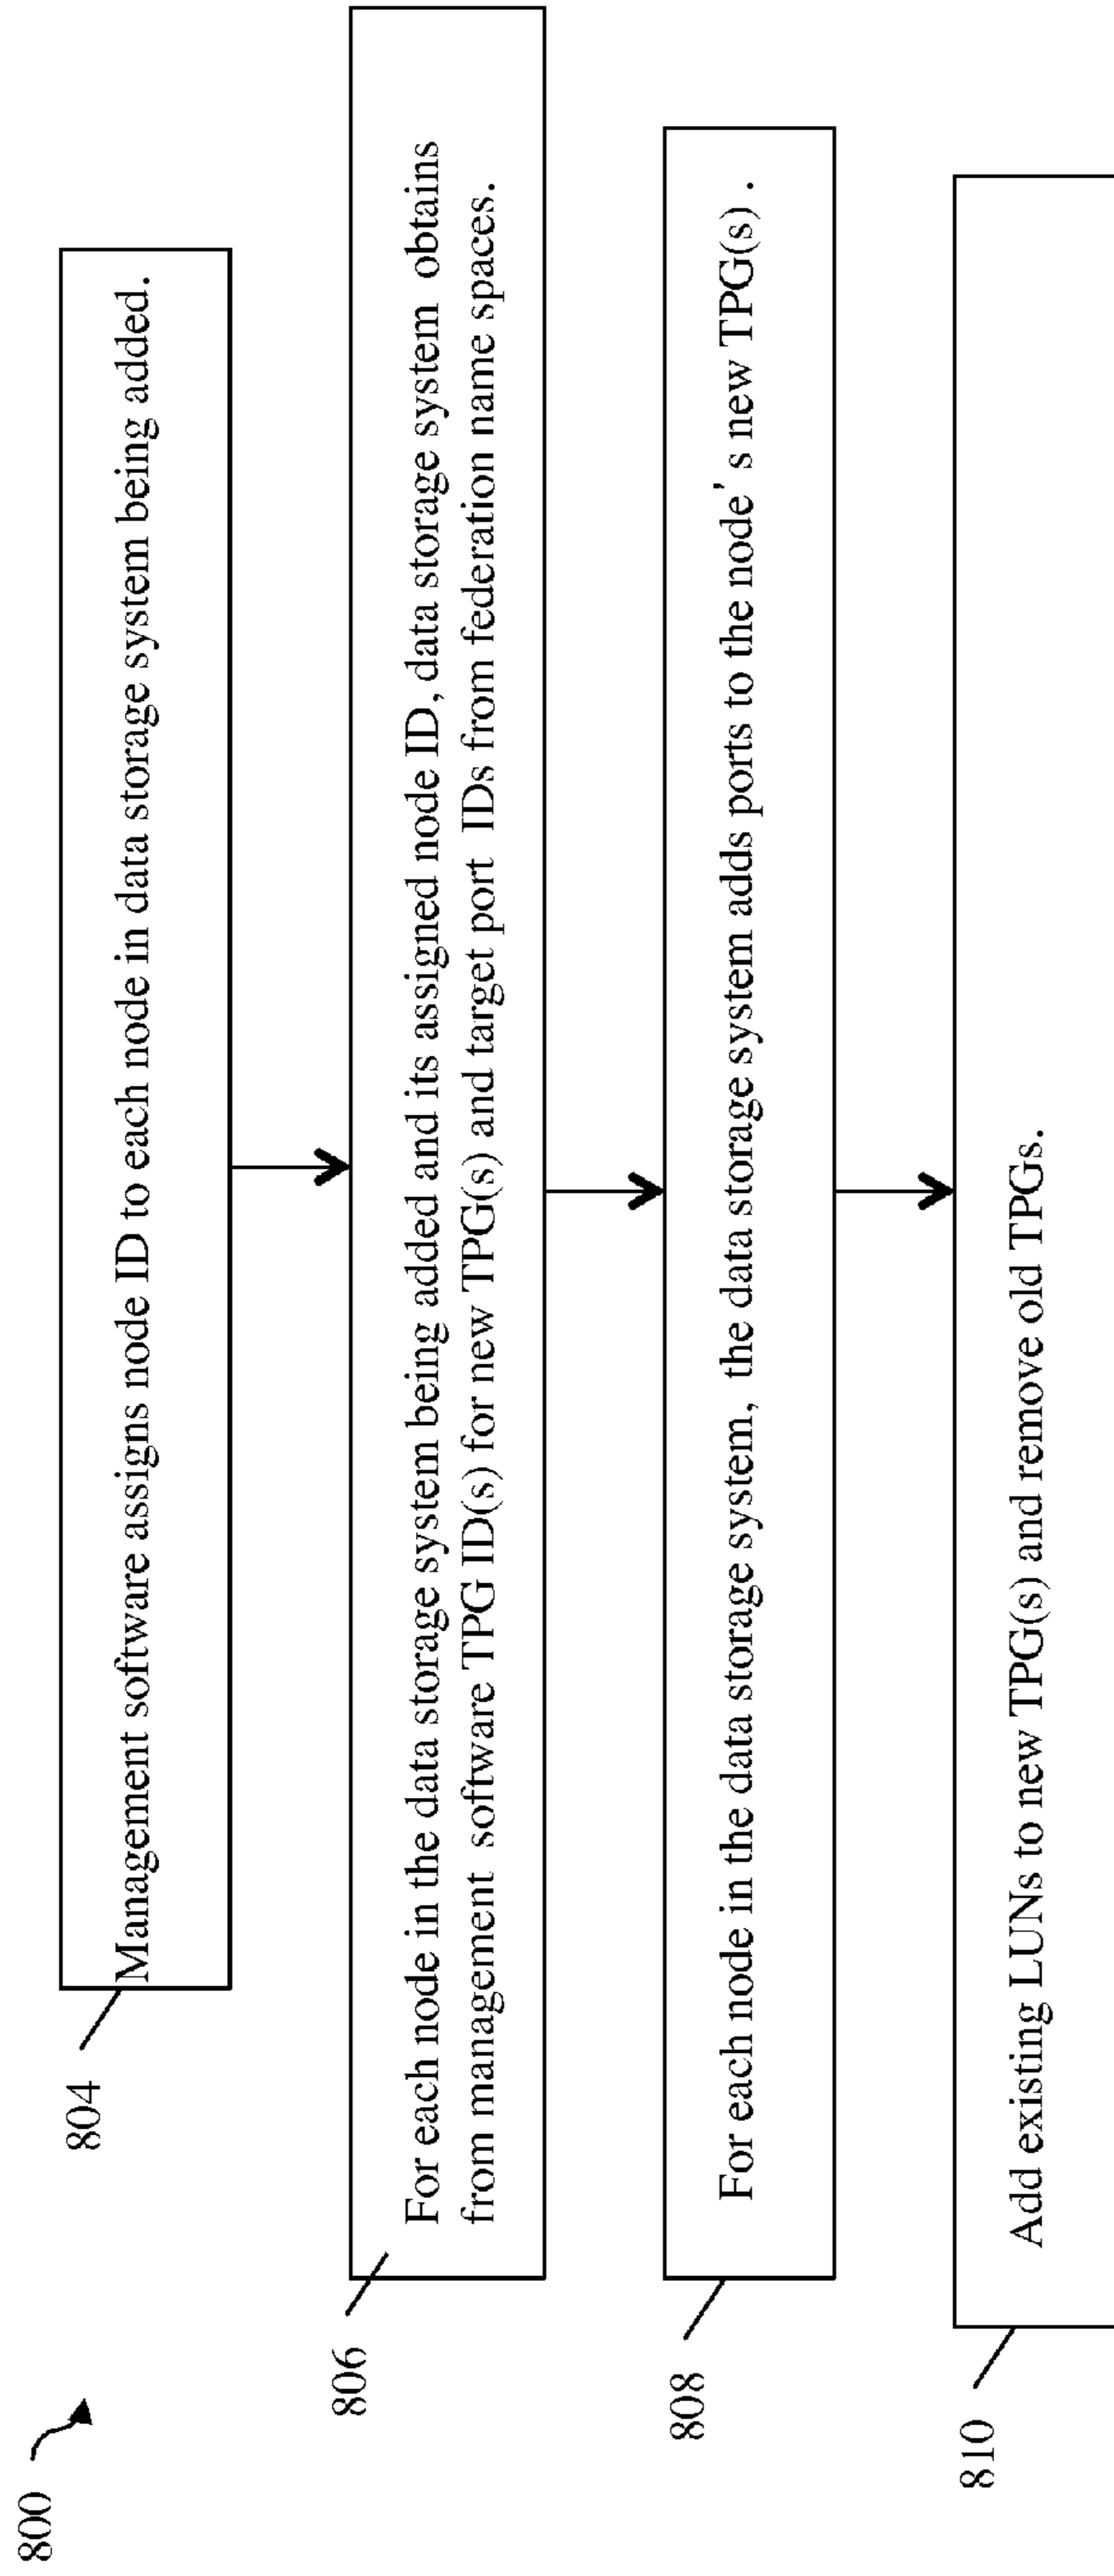 800
804
Management software assigns node ID to each node in data storage system being added.
806
For each node in the data storage system being added and its assigned node ID, data storage system obtains
from management software TPG ID(s) for new TPG(s) and target port IDs from federation name spaces.
808
For each node in the data storage system, the data storage system adds ports to the node's new TPG(s) .
810
Add existing LUNs to new TPG(s) and remove old TPGs.